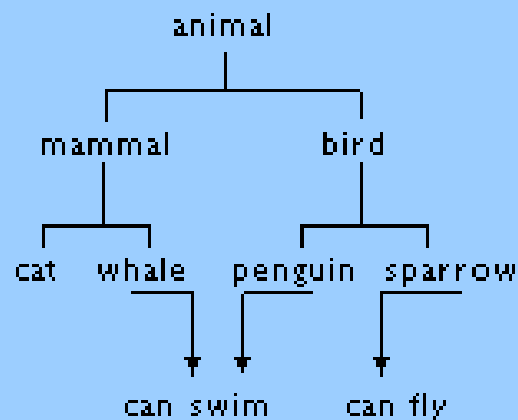 animal
mammal bird
cat whale penguin sparrow
can swim can fly